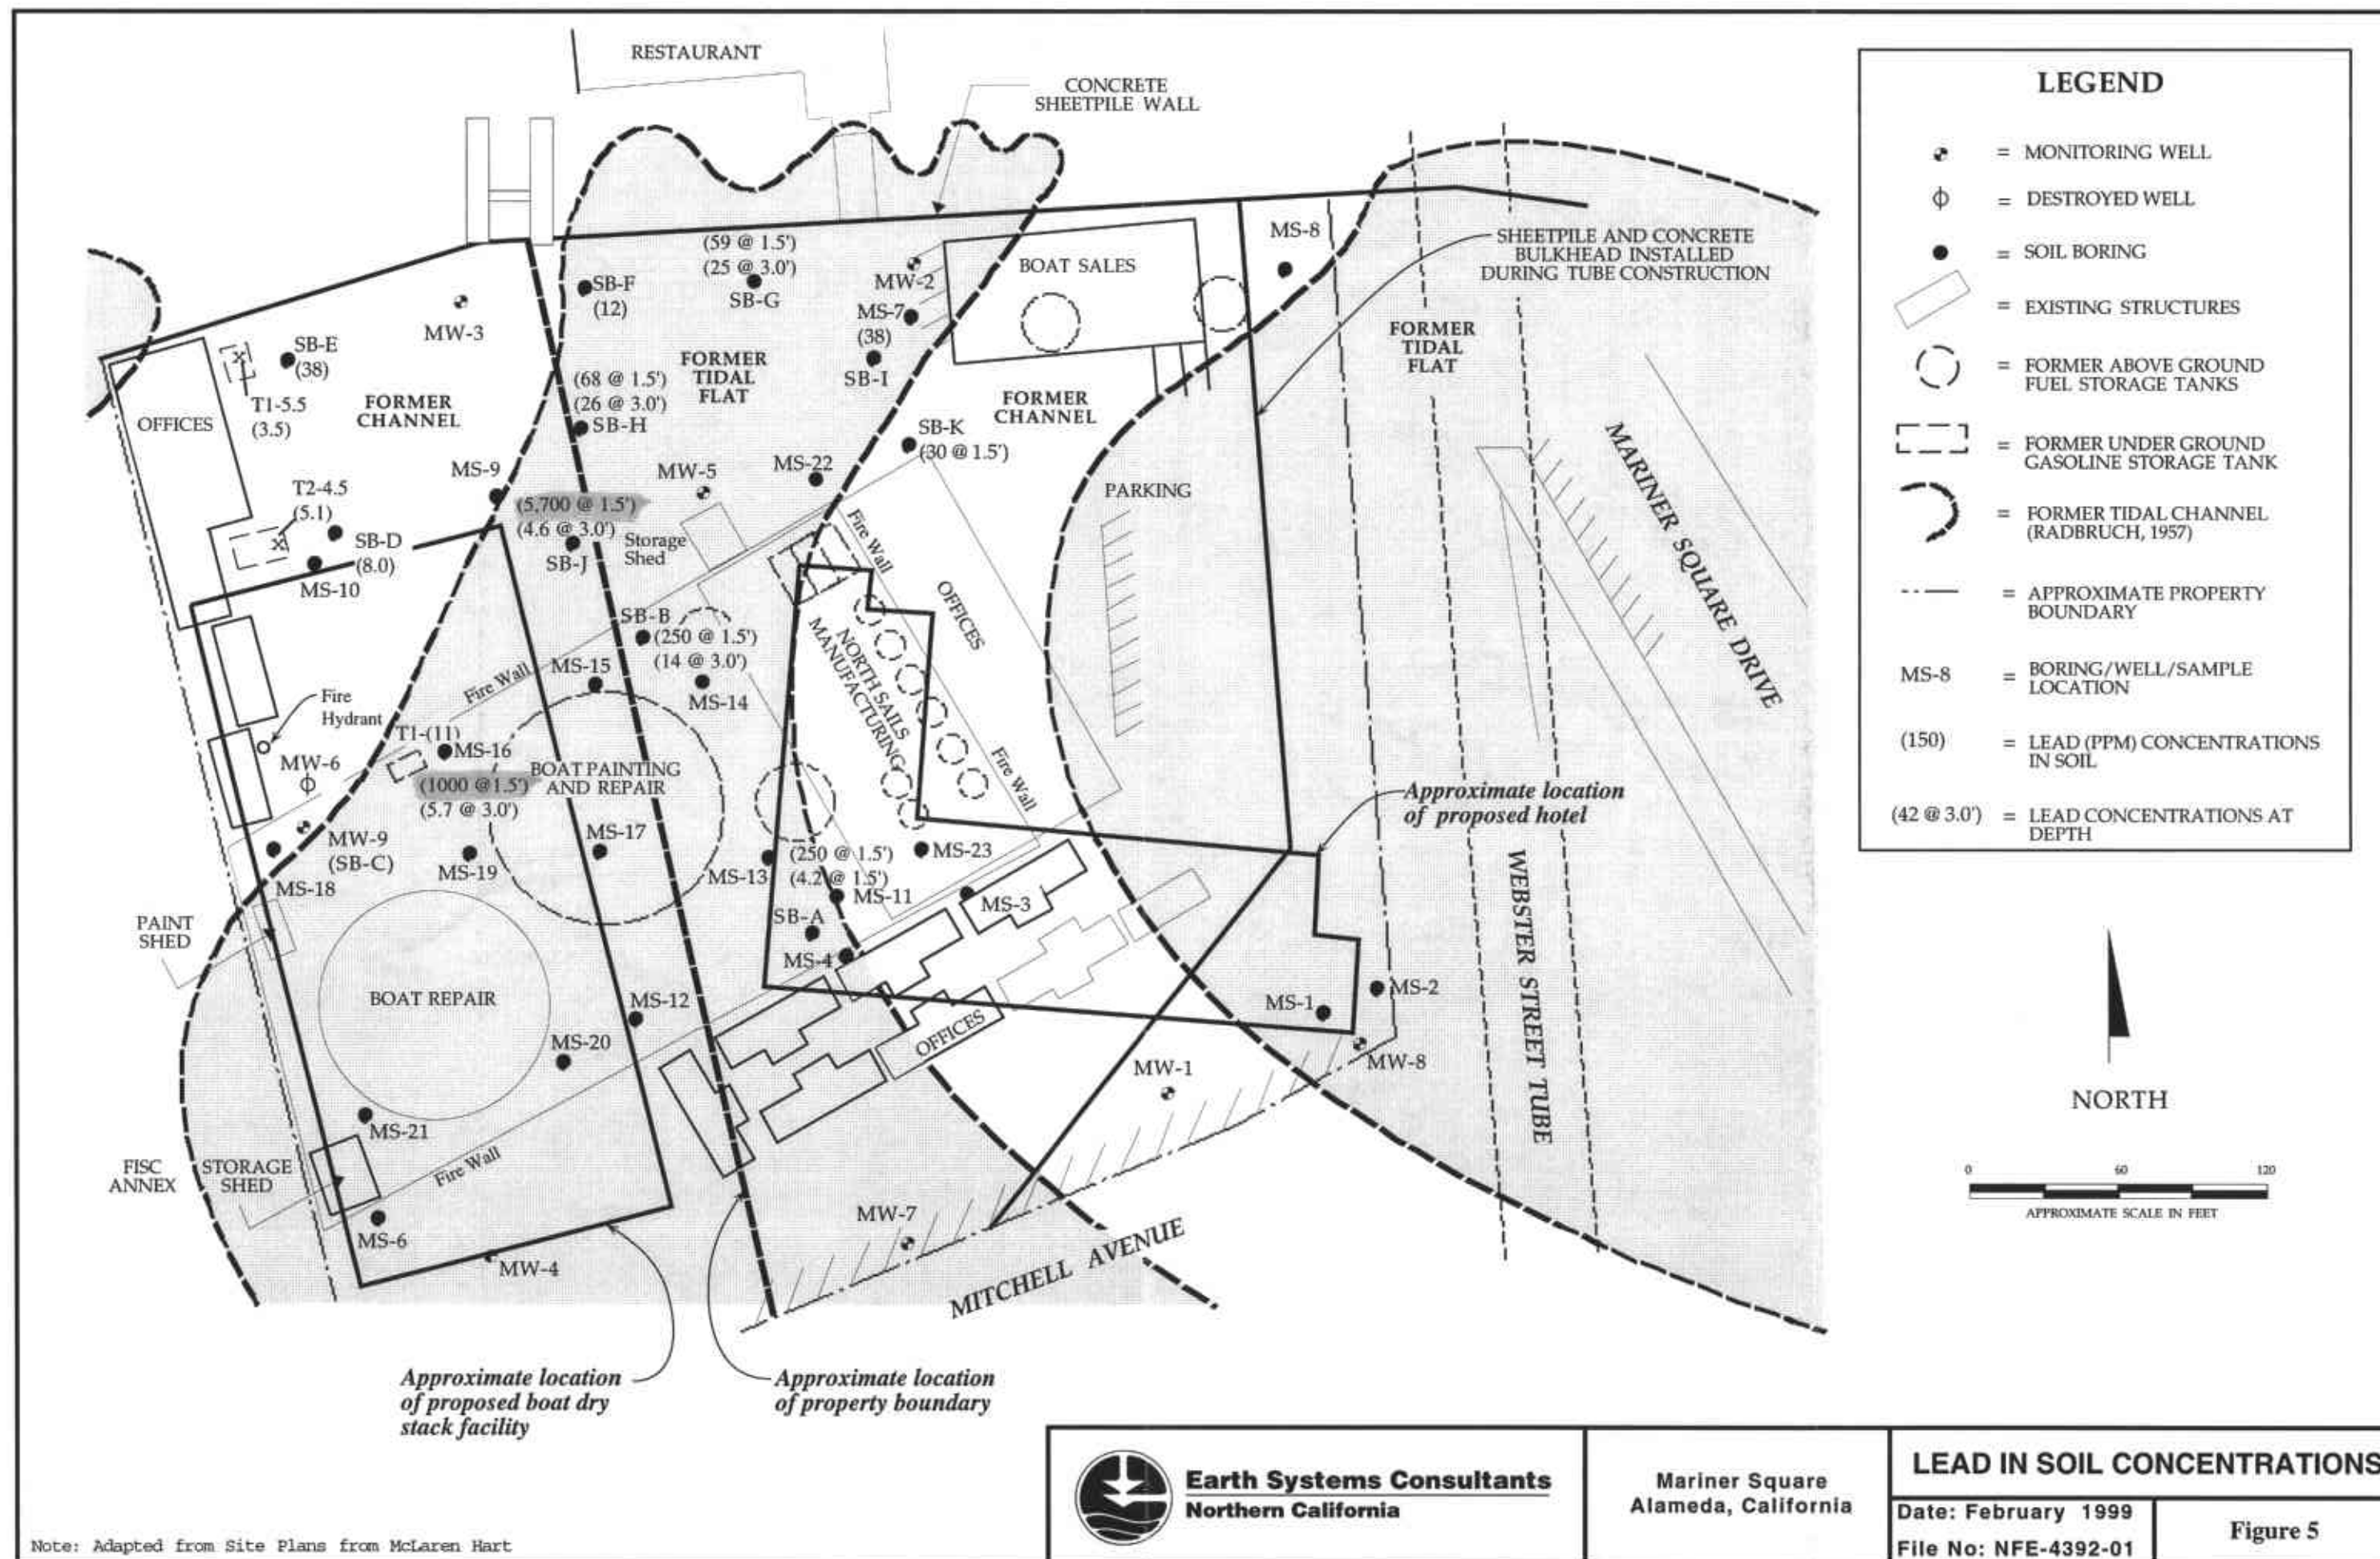 RESTAURANT
CONCRETE
SHEETPILE WALL
(59 @ 1.5')
(25 @ 3.0')
SB-G
SB-F
(12)
MW-2
MS-7
(38)
SB-I
BOAT SALES
MS-8
SHEETPILE AND CONCRETE
BULKHEAD INSTALLED
DURING TUBE CONSTRUCTION
MW-3
SB-E
(38)
T1-5.5
(3.5)
OFFICES
FORMER
CHANNEL
(68 @ 1.5')
(26 @ 3.0')
SB-H
FORMER
TIDAL
FLAT
FORMER
CHANNEL
FORMER
TIDAL
FLAT
SB-K
(30 @ 1.5')
MS-9
MW-5
MS-22
PARKING
MARINER SQUARE DRIVE
T2-4.5
(5.1)
SB-D
(8.0)
MS-10
(5,700 @ 1.5')
(4.6 @ 3.0')
SB-J
Storage
Shed
Fire Wall
OFFICES
SB-B
(250 @ 1.5')
(14 @ 3.0')
MS-14
MS-15
Fire Wall
NORTH SAILS
MANUFACTURING
Fire
Hydrant
T1-(11)
MS-16
MW-6
(1000 @1.5')
(5.7 @ 3.0')
BOAT PAINTING
AND REPAIR
Fire Wall
Approximate location
of proposed hotel
MW-9
(SB-C)
MS-18
MS-19
MS-17
MS-13
(250 @ 1.5')
(4.2 @ 1.5')
MS-11
MS-23
MS-3
SB-A
MS-4
PAINT
SHED
BOAT REPAIR
MS-12
MS-20
OFFICES
MS-1
MS-2
MW-8
MW-1
WEBSTER STREET TUBE
MS-21
FISC
ANNEX
STORAGE
SHED
Fire Wall
MS-6
MW-4
MW-7
MITCHELL AVENUE
Approximate location
of proposed boat dry
stack facility
Approximate location
of property boundary
LEGEND
= MONITORING WELL
= DESTROYED WELL
= SOIL BORING
= EXISTING STRUCTURES
= FORMER ABOVE GROUND
FUEL STORAGE TANKS
= FORMER UNDER GROUND
GASOLINE STORAGE TANK
= FORMER TIDAL CHANNEL
(RADBRUCH, 1957)
= APPROXIMATE PROPERTY
BOUNDARY
MS-8 = BORING/WELL/SAMPLE
LOCATION
(150) = LEAD (PPM) CONCENTRATIONS
IN SOIL
(42 @ 3.0') = LEAD CONCENTRATIONS AT
DEPTH
NORTH
0 60 120
APPROXIMATE SCALE IN FEET
Earth Systems Consultants
Northern California
Mariner Square
Alameda, California
LEAD IN SOIL CONCENTRATIONS
Date: February 1999
File No: NFE-4392-01
Figure 5
Note: Adapted from Site Plans from McLaren Hart